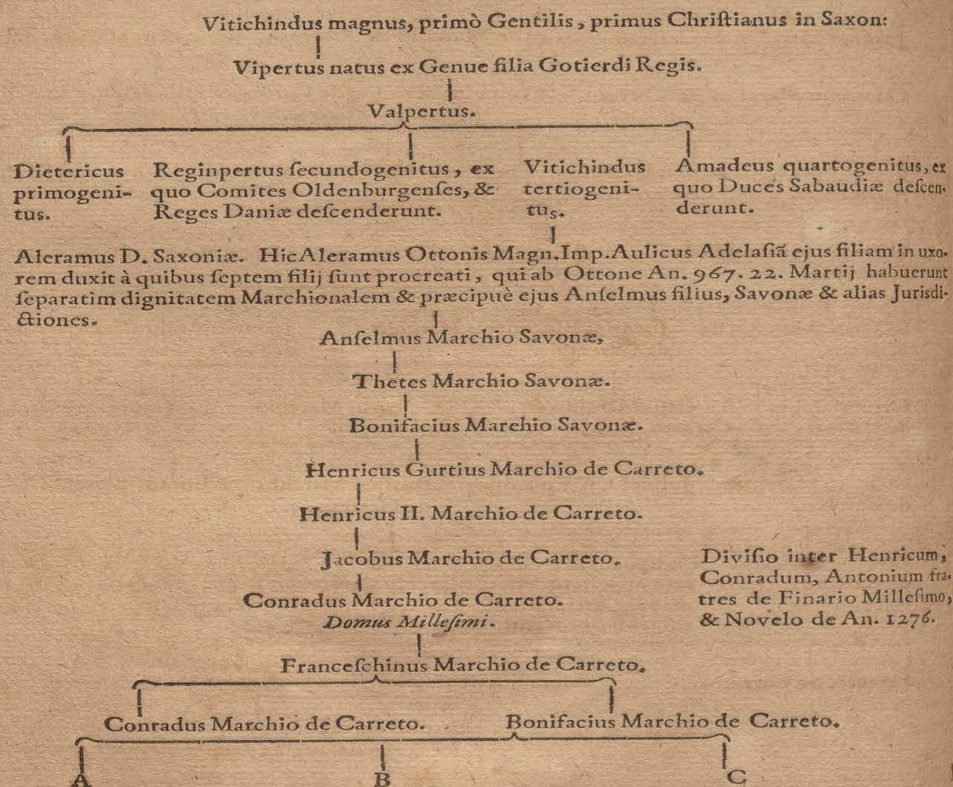 Vitichindus magnus, primò Gentilis, primus Chriſtianus in Saxon:
Vipertus natus ex Genue filia Gotierdi Regis.
Valpertus.
Dietericus
primogeni-
tus.
Reginpertus ſecundogenitus, ex
quo Comites Oldenburgenſes, &
Reges Daniæ deſcenderunt.
Vitichindus
tertiogeni-
tus.
Amadeus quartogenitus, ex
quo Duces Sabaudiæ deſcen-
derunt.
Aleramus D. Saxoniæ. Hic Aleramus Ottonis Magn. Imp. Aulicus Adelaſiã ejus filiam in uxo-
rem duxit à quibus ſeptem filij ſunt procreati, qui ab Ottone An. 967. 22. Martij habuerunt
ſeparatim dignitatem Marchionalem & præcipuè ejus Anſelmus filius, Savonæ & alias Jurisdi-
ctiones.
Anſelmus Marchio Savonæ,
Thetes Marchio Savonæ.
Bonifacius Marchio Savonæ.
Henricus Gurtius Marchio de Carreto.
Henricus II. Marchio de Carreto.
Jacobus Marchio de Carreto.
Conradus Marchio de Carreto.
Domus Milleſimi.
Diviſio inter Henricum,
Conradum, Antonium fra-
tres de Finario Milleſimo,
& Novelo de An. 1276.
Franceſchinus Marchio de Carreto.
Conradus Marchio de Carreto.
Bonifacius Marchio de Carreto.
A B C